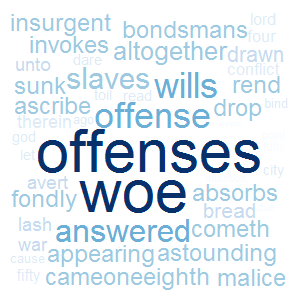 insurgent bondsmans lord
invokes altogether four
unto dare drawn
sunk slaves wills conflict rend
ascribe toil read drop bind
therein ago offense
god
let offenses
avert woe city
fondly absorbs
lash bread
war answered cometh
cause appearing astounding
fifty cameoneeighth malice